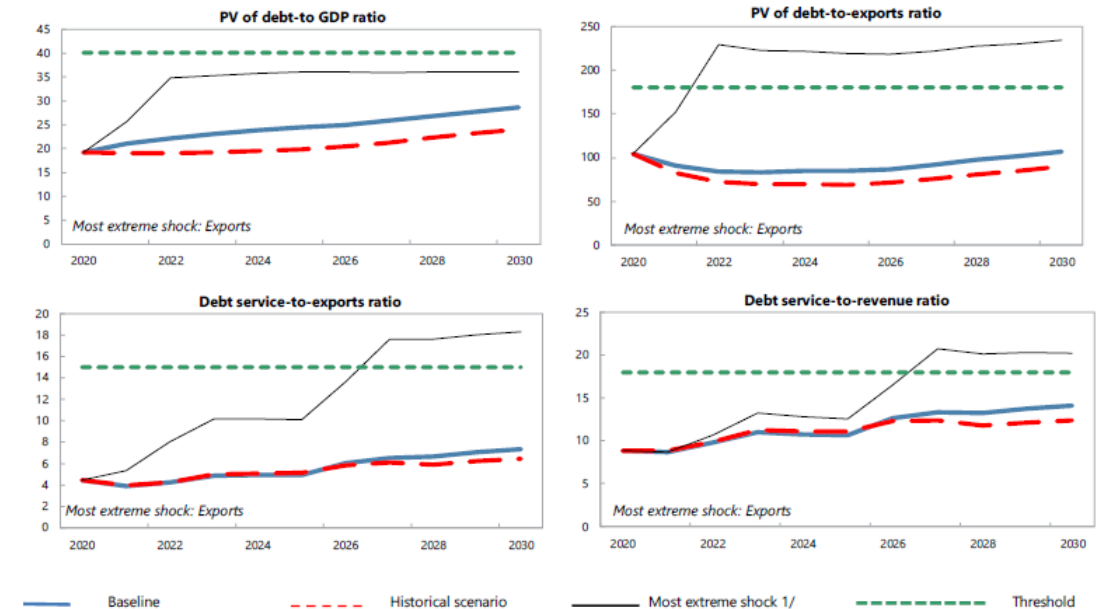 PV of debt-to GDP ratio
45
40
35
30
25
20
15
10
5
0
Most extreme shock: Exports
2020 2022 2024 2026 2028 2030
PV of debt-to-exports ratio
250
200
150
100
50
0
Most extreme shock: Exports
2020 2022 2024 2026 2028 2030
Debt service-to-exports ratio
20
18
16
14
12
10
8
6
4
2
0
Most extreme shock: Exports
2020 2022 2024 2026 2028 2030
Debt service-to-revenue ratio
25
20
15
10
5
0
Most extreme shock: Exports
2020 2022 2024 2026 2028 2030
Baseline Historical scenario Most extreme shock 1/ Threshold